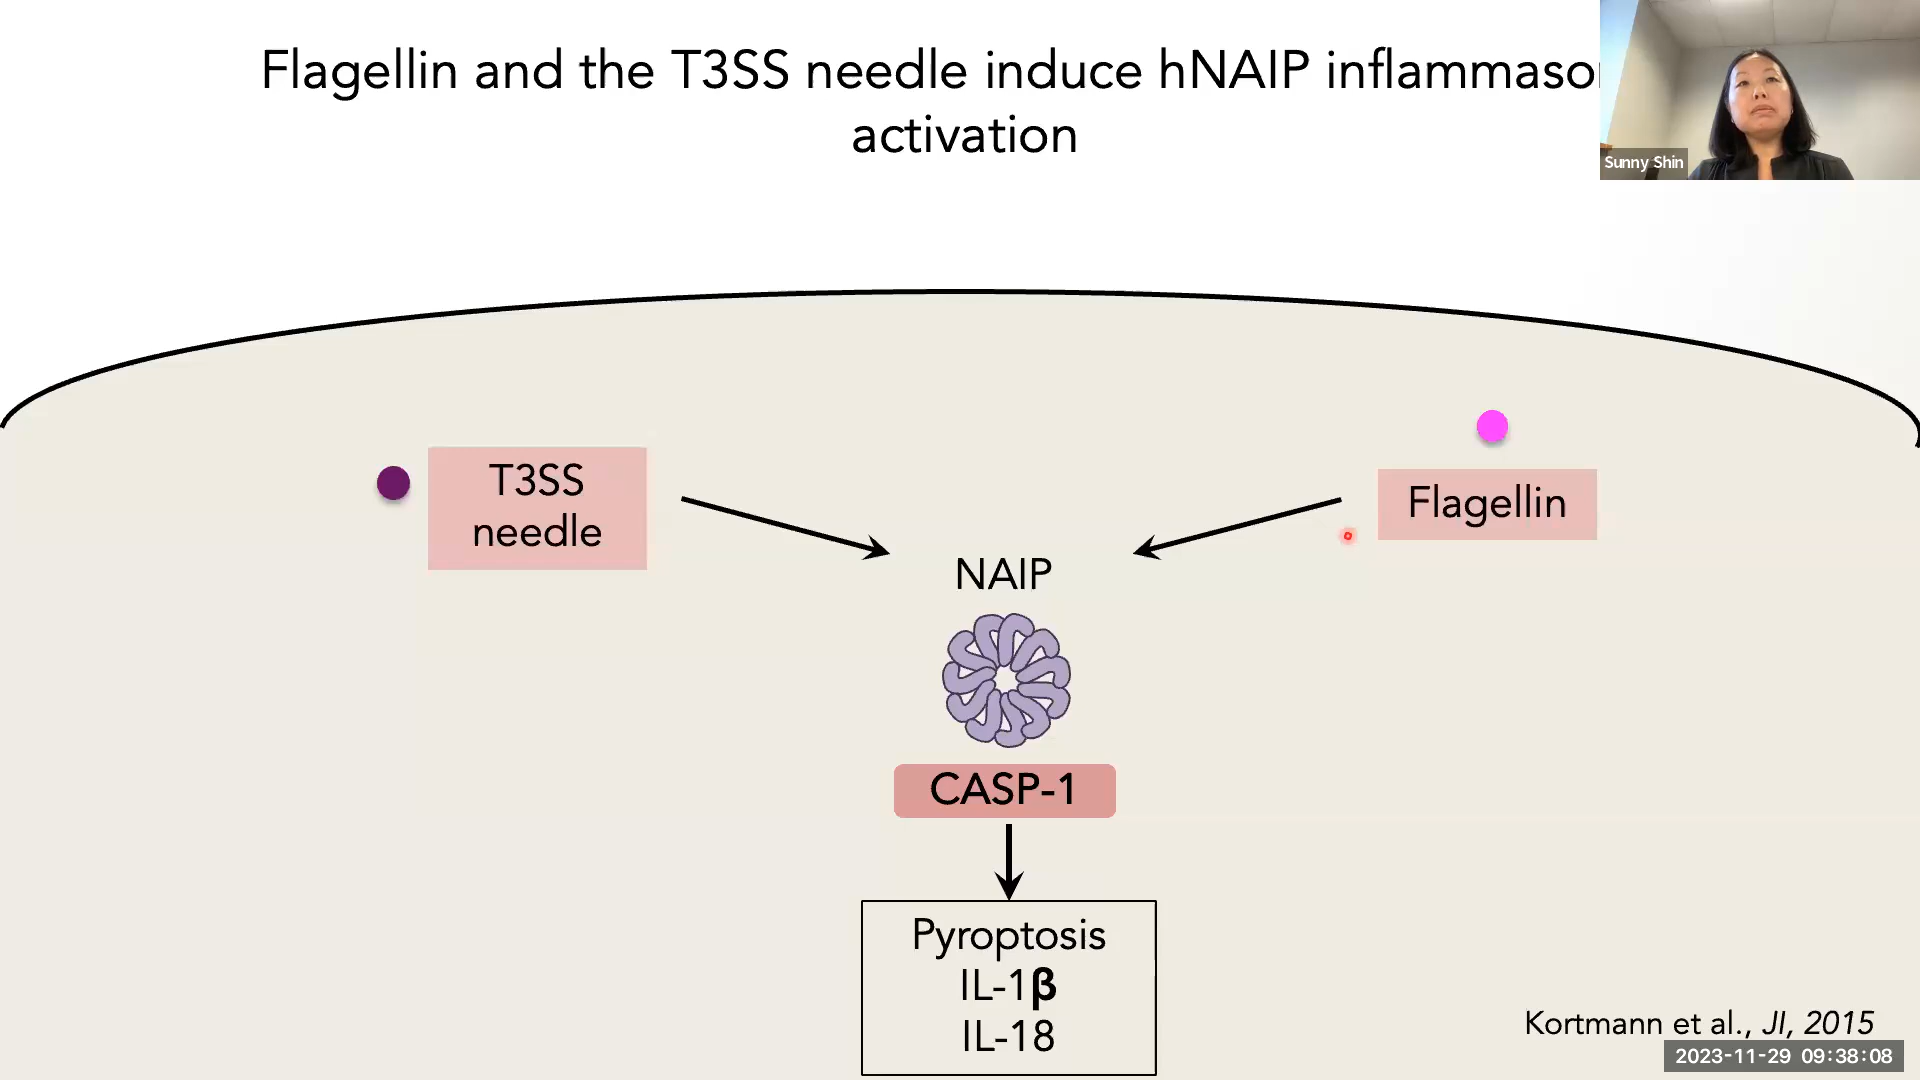 Flagellin and the T3SS needle induce hNAIP inflammaso
activation
Sunny Shin
T3SS
needle
Flagellin
NAIP
CASP-1
Pyroptosis
IL-1β
IL-18
Kortmann et al., JI, 2015
2023-11-29 09:38:08